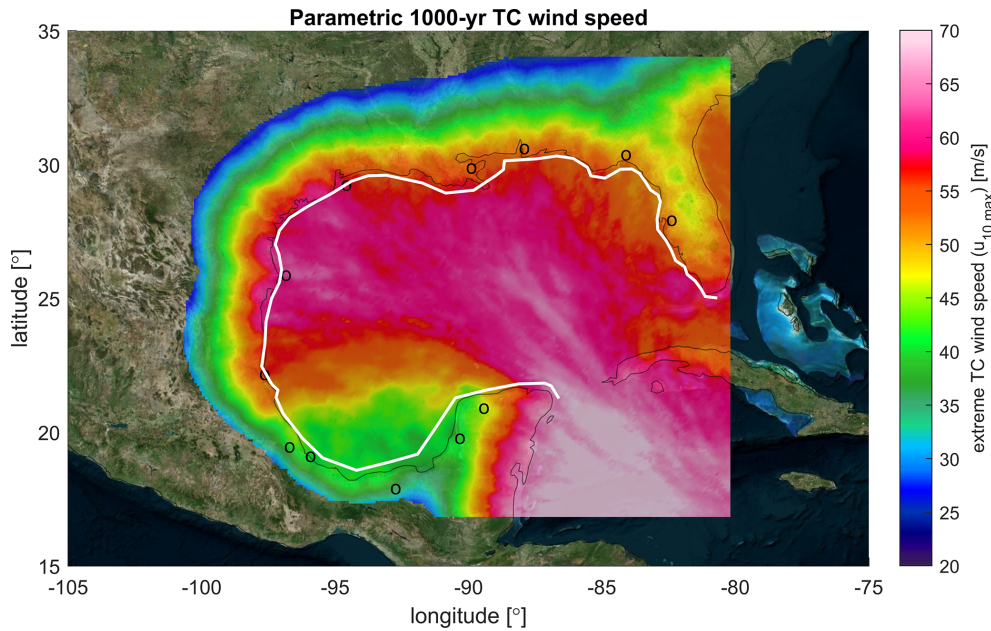 Parametric 1000-yr TC wind speed
35
30
25
20
15
-105
-100
-95
-90
-85
-80
-75
latitude [°]
longitude [°]
o
o
o
o
o
o
o
o
o
o
o
o
o
70
65
60
55
50
45
40
35
30
25
20
extreme TC wind speed (u10,max) [m/s]